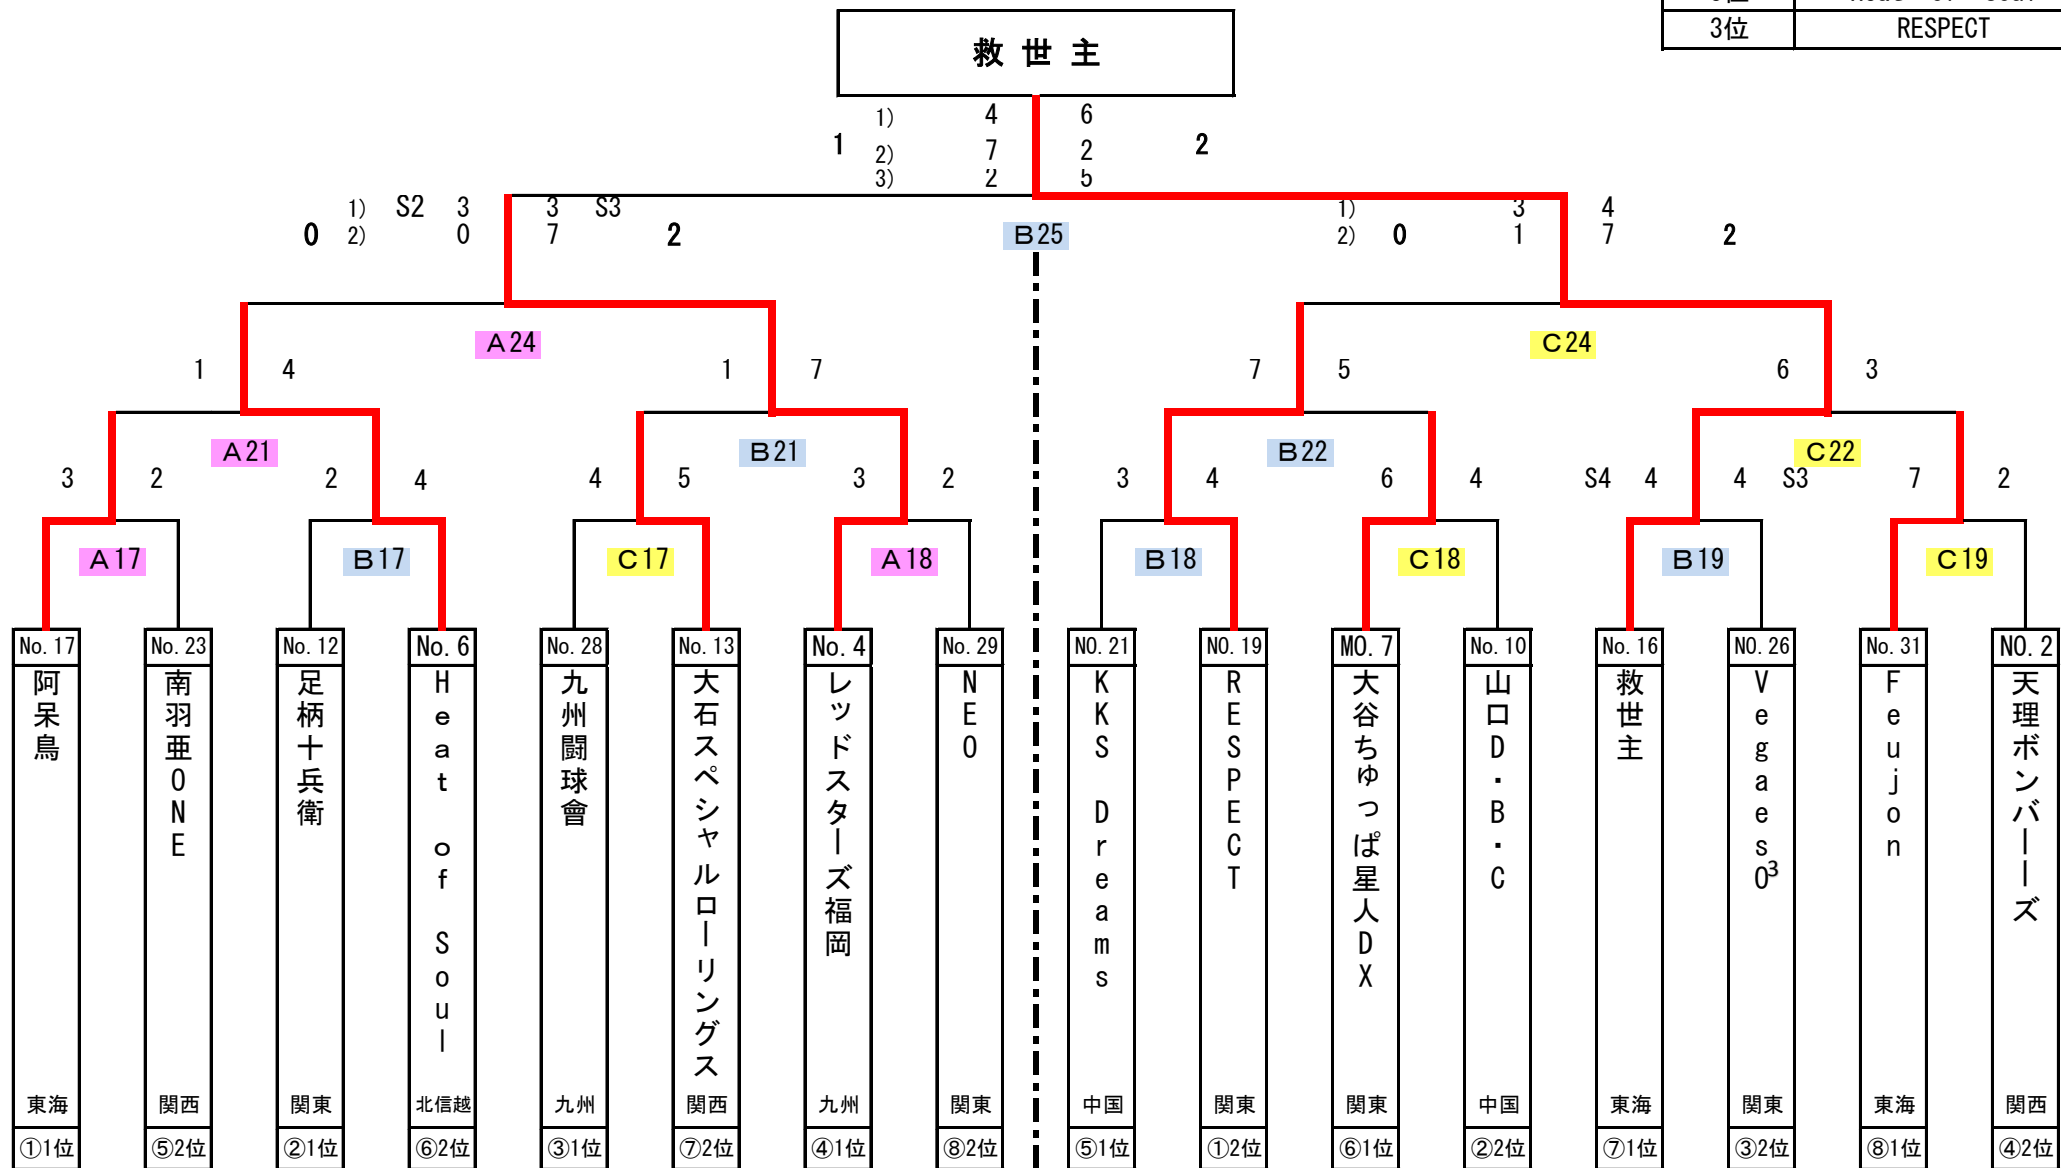 3位 RESPECT
救世主
1) 4 6
1 2) 7 2 2
3) 2 5
1) S2 3 3 S3
0 2) 0 7 2
1) 3 4
2) 0 1 7 2
B25
A24
C24
1 4
1 7
7 5
6 3
A21
B21
B22
C22
3 2
2 4
4 5
3 2
3 4
6 4
S4 4 4 S3
7 2
A17
B17
C17
A18
B18
C18
B19
C19
No.17
阿呆鳥
東海
①1位
No.23
南羽亜ONE
関西
⑤2位
No.12
足柄十兵衛
関東
②1位
No.6
Heat of Soul
北信越
⑥2位
No.28
九州闘球會
九州
③1位
No.13
大石スペシャルローリングス
関西
⑦2位
No.4
レッドスターズ福岡
九州
④1位
No.29
NEO
関東
⑧2位
NO.21
KKS Dreams
中国
⑤1位
NO.19
RESPECT
関東
①2位
MO.7
大谷ちゅっぱ星人DX
関東
⑥1位
No.10
山口D・B・C
中国
②2位
No.16
救世主
東海
⑦1位
NO.26
VegaesO³
関東
③2位
No.31
Feujon
東海
⑧1位
NO.2
天理ボンバーズ
関西
④2位